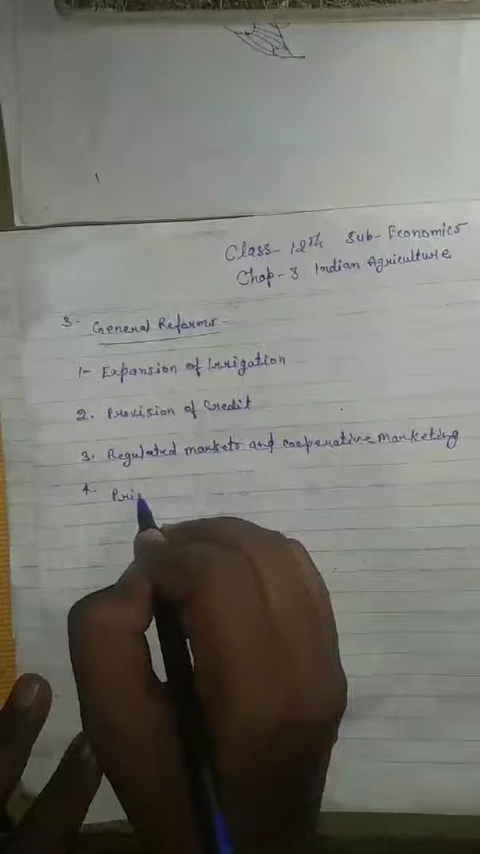 Class- 12th Sub- Economics
Chap-3 Indian Agriculture
3- General Reforms
1- Expansion of Irrigation
2. Provision of Credit
3. Regulated markets and cooperative marketing
4- Pri